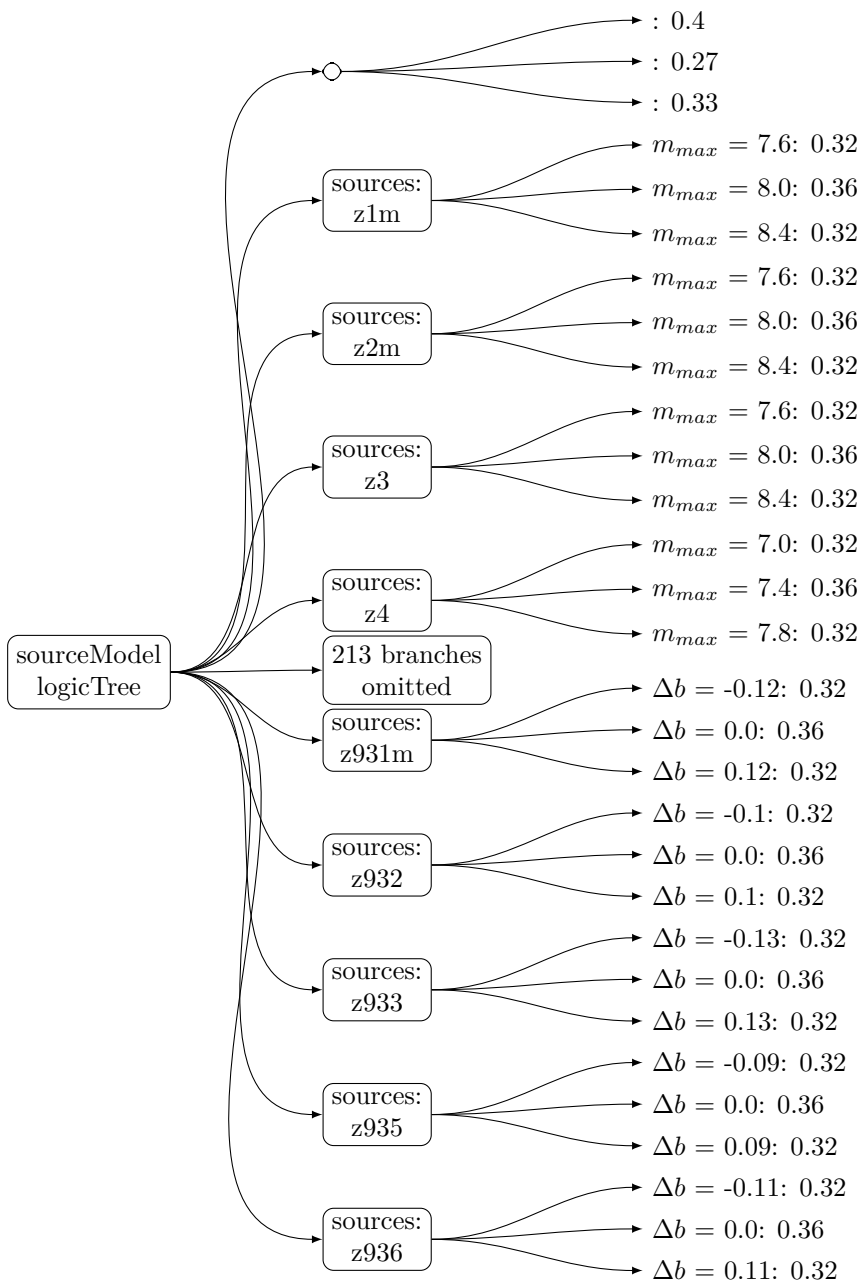 : 0.4
: 0.27
: 0.33
sources:
z1m
m_max = 7.6: 0.32
m_max = 8.0: 0.36
m_max = 8.4: 0.32
sources:
z2m
m_max = 7.6: 0.32
m_max = 8.0: 0.36
m_max = 8.4: 0.32
sources:
z3
m_max = 7.6: 0.32
m_max = 8.0: 0.36
m_max = 8.4: 0.32
sources:
z4
m_max = 7.0: 0.32
m_max = 7.4: 0.36
m_max = 7.8: 0.32
sourceModel
logicTree
213 branches
omitted
sources:
z931m
Δb = -0.12: 0.32
Δb = 0.0: 0.36
Δb = 0.12: 0.32
sources:
z932
Δb = -0.1: 0.32
Δb = 0.0: 0.36
Δb = 0.1: 0.32
sources:
z933
Δb = -0.13: 0.32
Δb = 0.0: 0.36
Δb = 0.13: 0.32
sources:
z935
Δb = -0.09: 0.32
Δb = 0.0: 0.36
Δb = 0.09: 0.32
sources:
z936
Δb = -0.11: 0.32
Δb = 0.0: 0.36
Δb = 0.11: 0.32